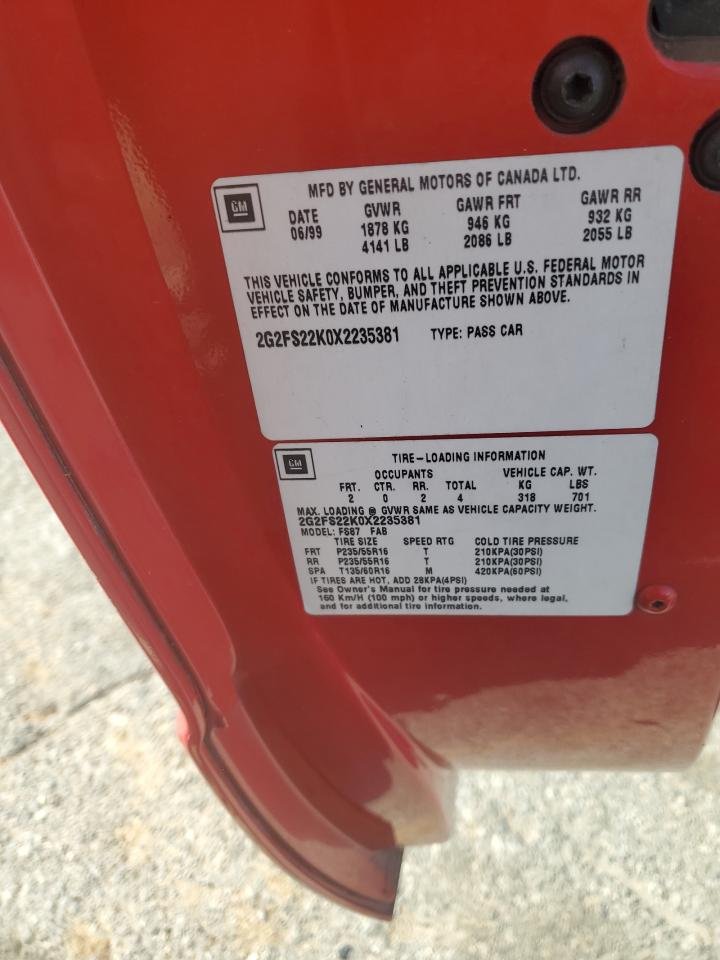 MFD BY GENERAL MOTORS OF CANADA LTD.
GM
DATE GVWR GAWR FRT GAWR RR
06/99 1878 KG 946 KG 932 KG
4141 LB 2086 LB 2055 LB
THIS VEHICLE CONFORMS TO ALL APPLICABLE U.S. FEDERAL MOTOR
VEHICLE SAFETY, BUMPER, AND THEFT PREVENTION STANDARDS IN
EFFECT ON THE DATE OF MANUFACTURE SHOWN ABOVE.
2G2FS22K0X2235381 TYPE: PASS CAR
GM
TIRE-LOADING INFORMATION
OCCUPANTS VEHICLE CAP. WT.
FRT. CTR. RR. TOTAL KG LBS
2 0 2 4 318 701
MAX. LOADING @ GVWR SAME AS VEHICLE CAPACITY WEIGHT.
2G2FS22K0X2235381
MODEL: FS87 FAB
TIRE SIZE SPEED RTG COLD TIRE PRESSURE
FRT P235/55R16 T 210KPA(30PSI)
RR P235/55R16 T 210KPA(30PSI)
SPA T135/60R16 M 420KPA(60PSI)
IF TIRES ARE HOT, ADD 28KPA(4PSI)
See Owner's Manual for tire pressure needed at
160 Km/H (100 mph) or higher speeds, where legal,
and for additional tire information.